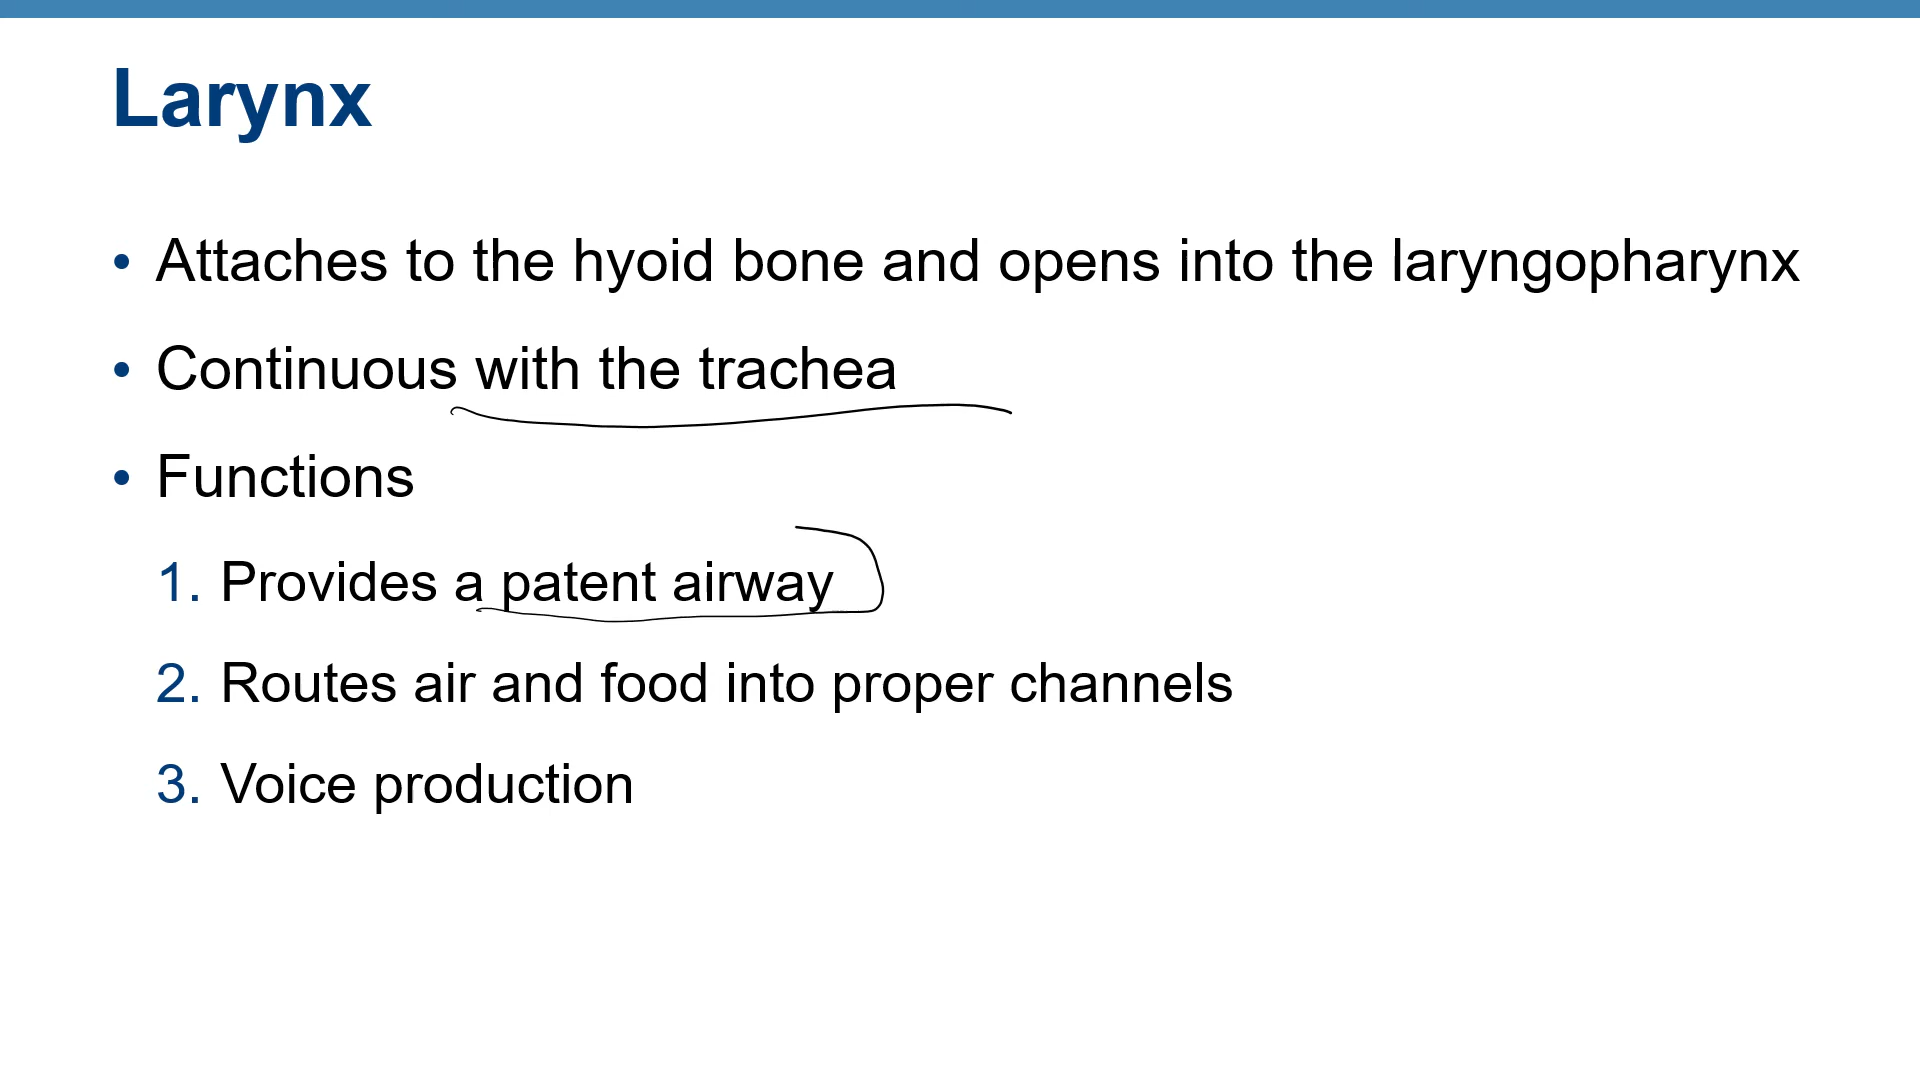 Larynx
• Attaches to the hyoid bone and opens into the laryngopharynx
• Continuous with the trachea
• Functions
1. Provides a patent airway
2. Routes air and food into proper channels
3. Voice production